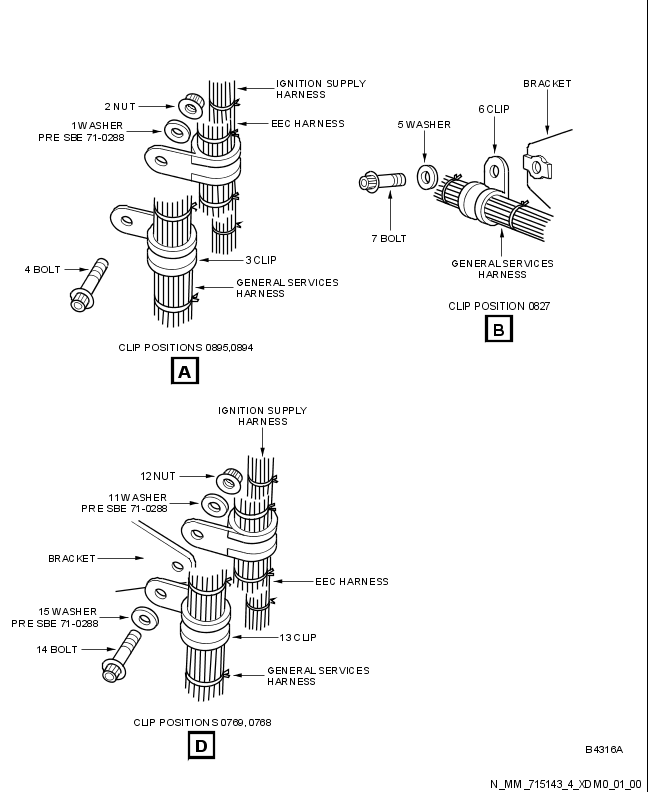 IGNITION SUPPLY
HARNESS
2 NUT
1 WASHER
PRE SBE 71-0288
EEC HARNESS
3 CLIP
4 BOLT
GENERAL SERVICES
HARNESS
CLIP POSITIONS 0895,0894
A
BRACKET
6 CLIP
5 WASHER
7 BOLT
GENERAL SERVICES
HARNESS
CLIP POSITION 0827
B
IGNITION SUPPLY
HARNESS
12 NUT
11 WASHER
PRE SBE 71-0288
BRACKET
EEC HARNESS
15 WASHER
PRE SBE 71-0288
13 CLIP
14 BOLT
GENERAL SERVICES
HARNESS
CLIP POSITIONS 0769, 0768
D
B4316A
N_MM_715143_4_XDM0_01_00